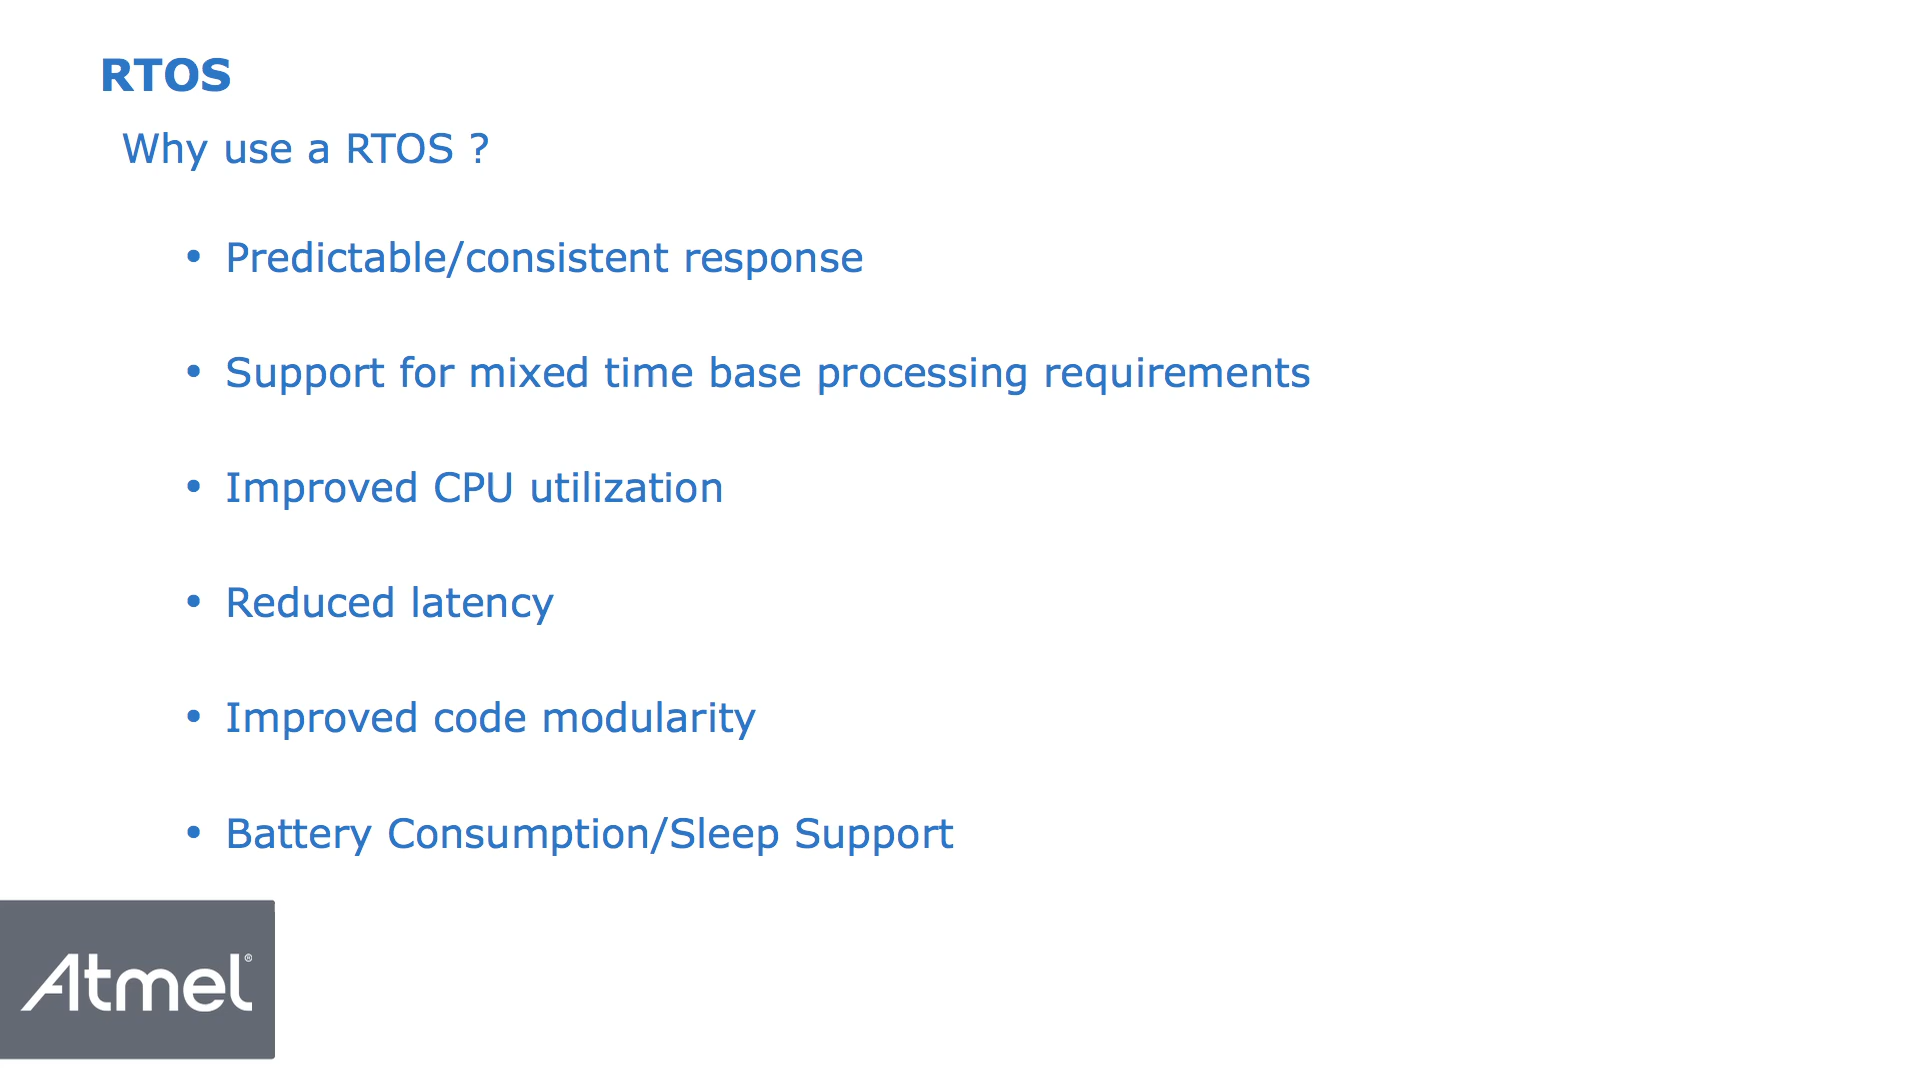 RTOS
Why use a RTOS ?
• Predictable/consistent response
• Support for mixed time base processing requirements
• Improved CPU utilization
• Reduced latency
• Improved code modularity
• Battery Consumption/Sleep Support
Atmel®